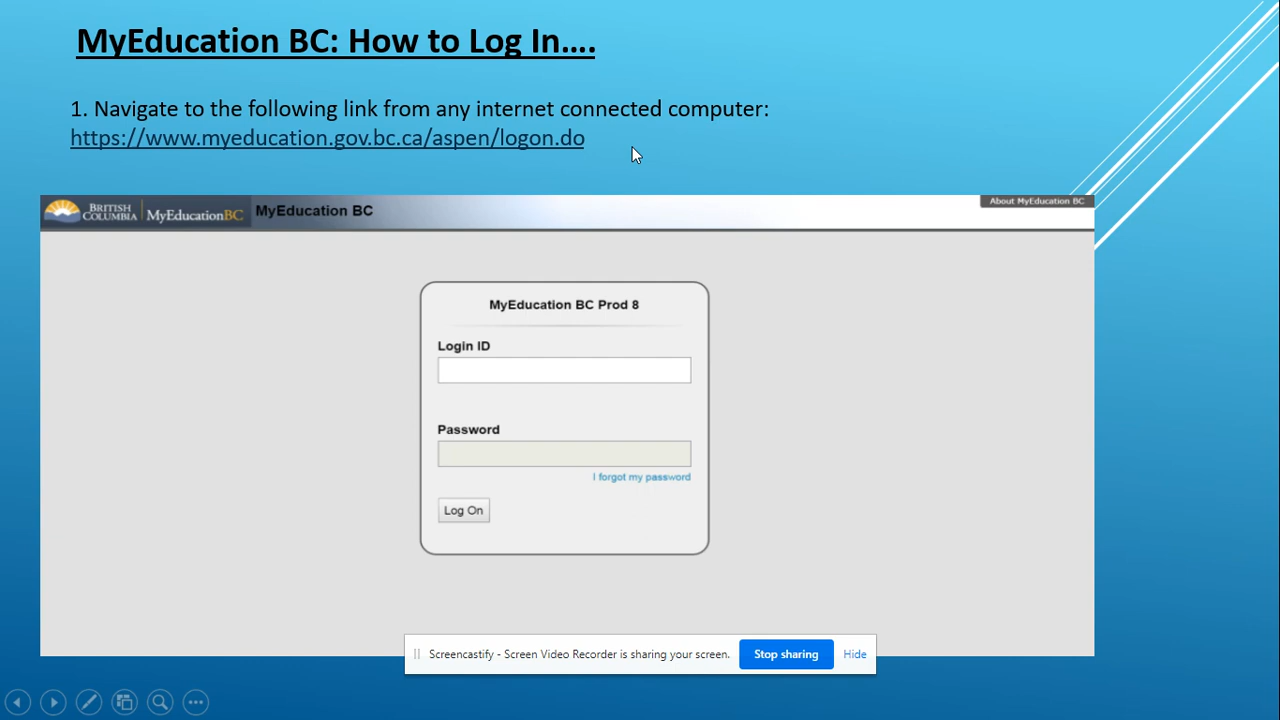 MyEducation BC: How to Log In....
1. Navigate to the following link from any internet connected computer:
https://www.myeducation.gov.bc.ca/aspen/logon.do
BRITISH COLUMBIA MyEducationBC MyEducation BC
About MyEducation BC
MyEducation BC Prod 8
Login ID
Password
I forgot my password
Log On
Screencastify - Screen Video Recorder is sharing your screen. Stop sharing Hide